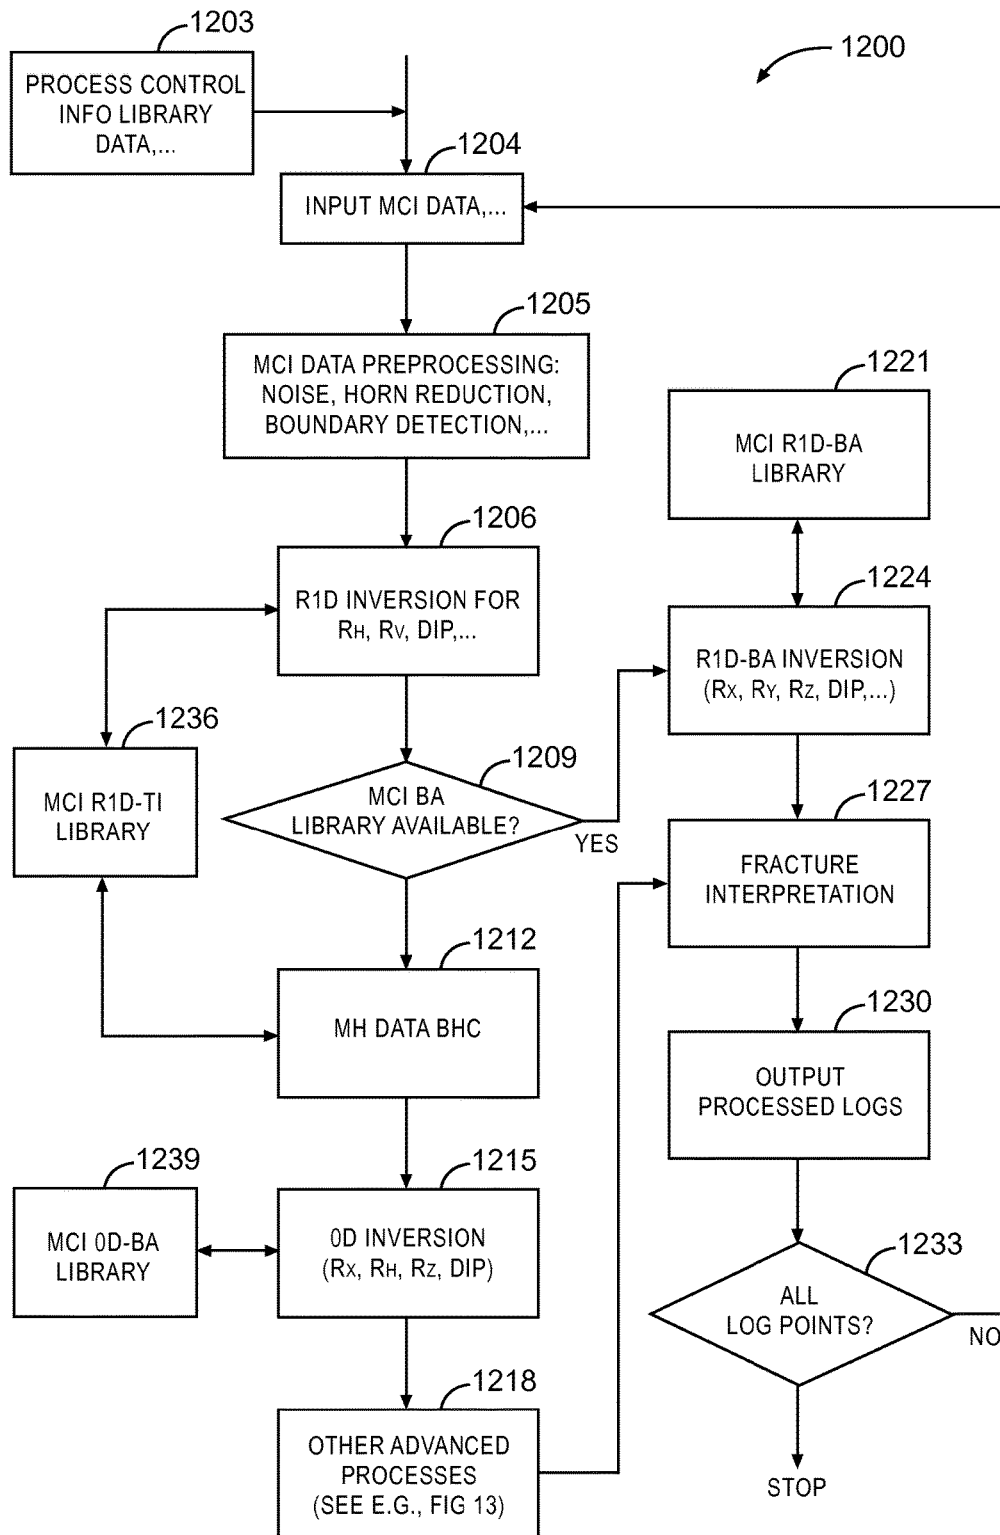 1203
1200
PROCESS CONTROL
INFO LIBRARY
DATA,...
1204
INPUT MCI DATA,...
1205
MCI DATA PREPROCESSING:
NOISE, HORN REDUCTION,
BOUNDARY DETECTION,...
1221
MCI R1D-BA
LIBRARY
1206
R1D INVERSION FOR
RH, RV, DIP,...
1224
R1D-BA INVERSION
(RX, RY, RZ, DIP,...)
1236
MCI R1D-TI
LIBRARY
1209
MCI BA
LIBRARY AVAILABLE?
YES
1227
FRACTURE
INTERPRETATION
1212
MH DATA BHC
1230
OUTPUT
PROCESSED LOGS
1239
MCI 0D-BA
LIBRARY
1215
0D INVERSION
(RX, RH, RZ, DIP)
1233
ALL
LOG POINTS?
NO
1218
OTHER ADVANCED
PROCESSES
(SEE E.G., FIG 13)
STOP